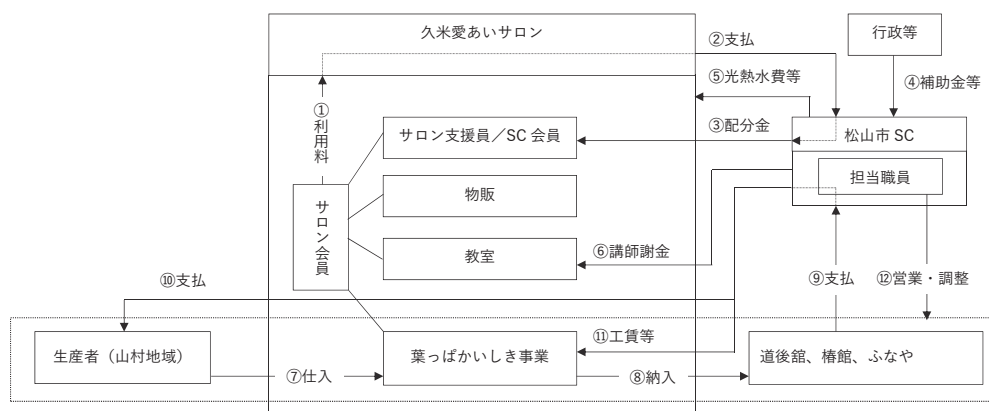 久米愛あいサロン
②支払
行政等
⑤光熱水費等
④補助金等
①利用料
サロン支援員／SC 会員
③配分金
松山市 SC
担当職員
物販
サロン会員
教室
⑥講師謝金
⑩支払
⑨支払
⑫営業・調整
生産者（山村地域）
葉っぱかいしき事業
⑪工賃等
道後舘、椿館、ふなや
⑦仕入
⑧納入